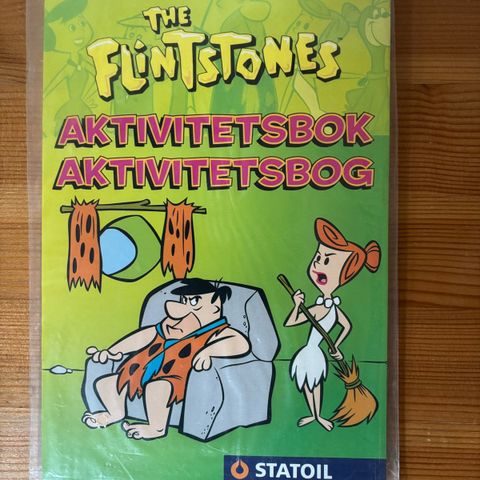 THE
FLINTSTONES
AKTIVITETSBOK
AKTIVITETSBOG
STATOIL